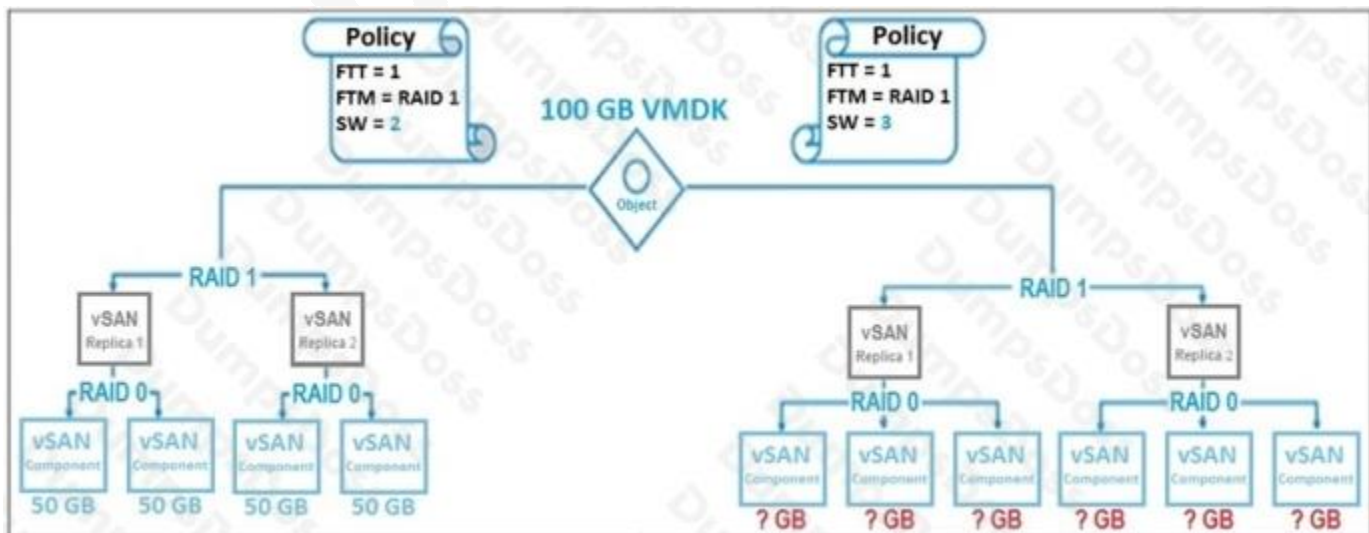 Policy
FTT = 1
FTM = RAID 1
SW = 2
100 GB VMDK
Policy
FTT = 1
FTM = RAID 1
SW = 3
Object
RAID 1
RAID 1
vSAN
Replica 1
vSAN
Replica 2
vSAN
Replica 1
vSAN
Replica 2
RAID 0
RAID 0
RAID 0
RAID 0
vSAN
Component
50 GB
vSAN
Component
50 GB
vSAN
Component
50 GB
vSAN
Component
50 GB
vSAN
Component
? GB
vSAN
Component
? GB
vSAN
Component
? GB
vSAN
Component
? GB
vSAN
Component
? GB
vSAN
Component
? GB
DumpsDoss